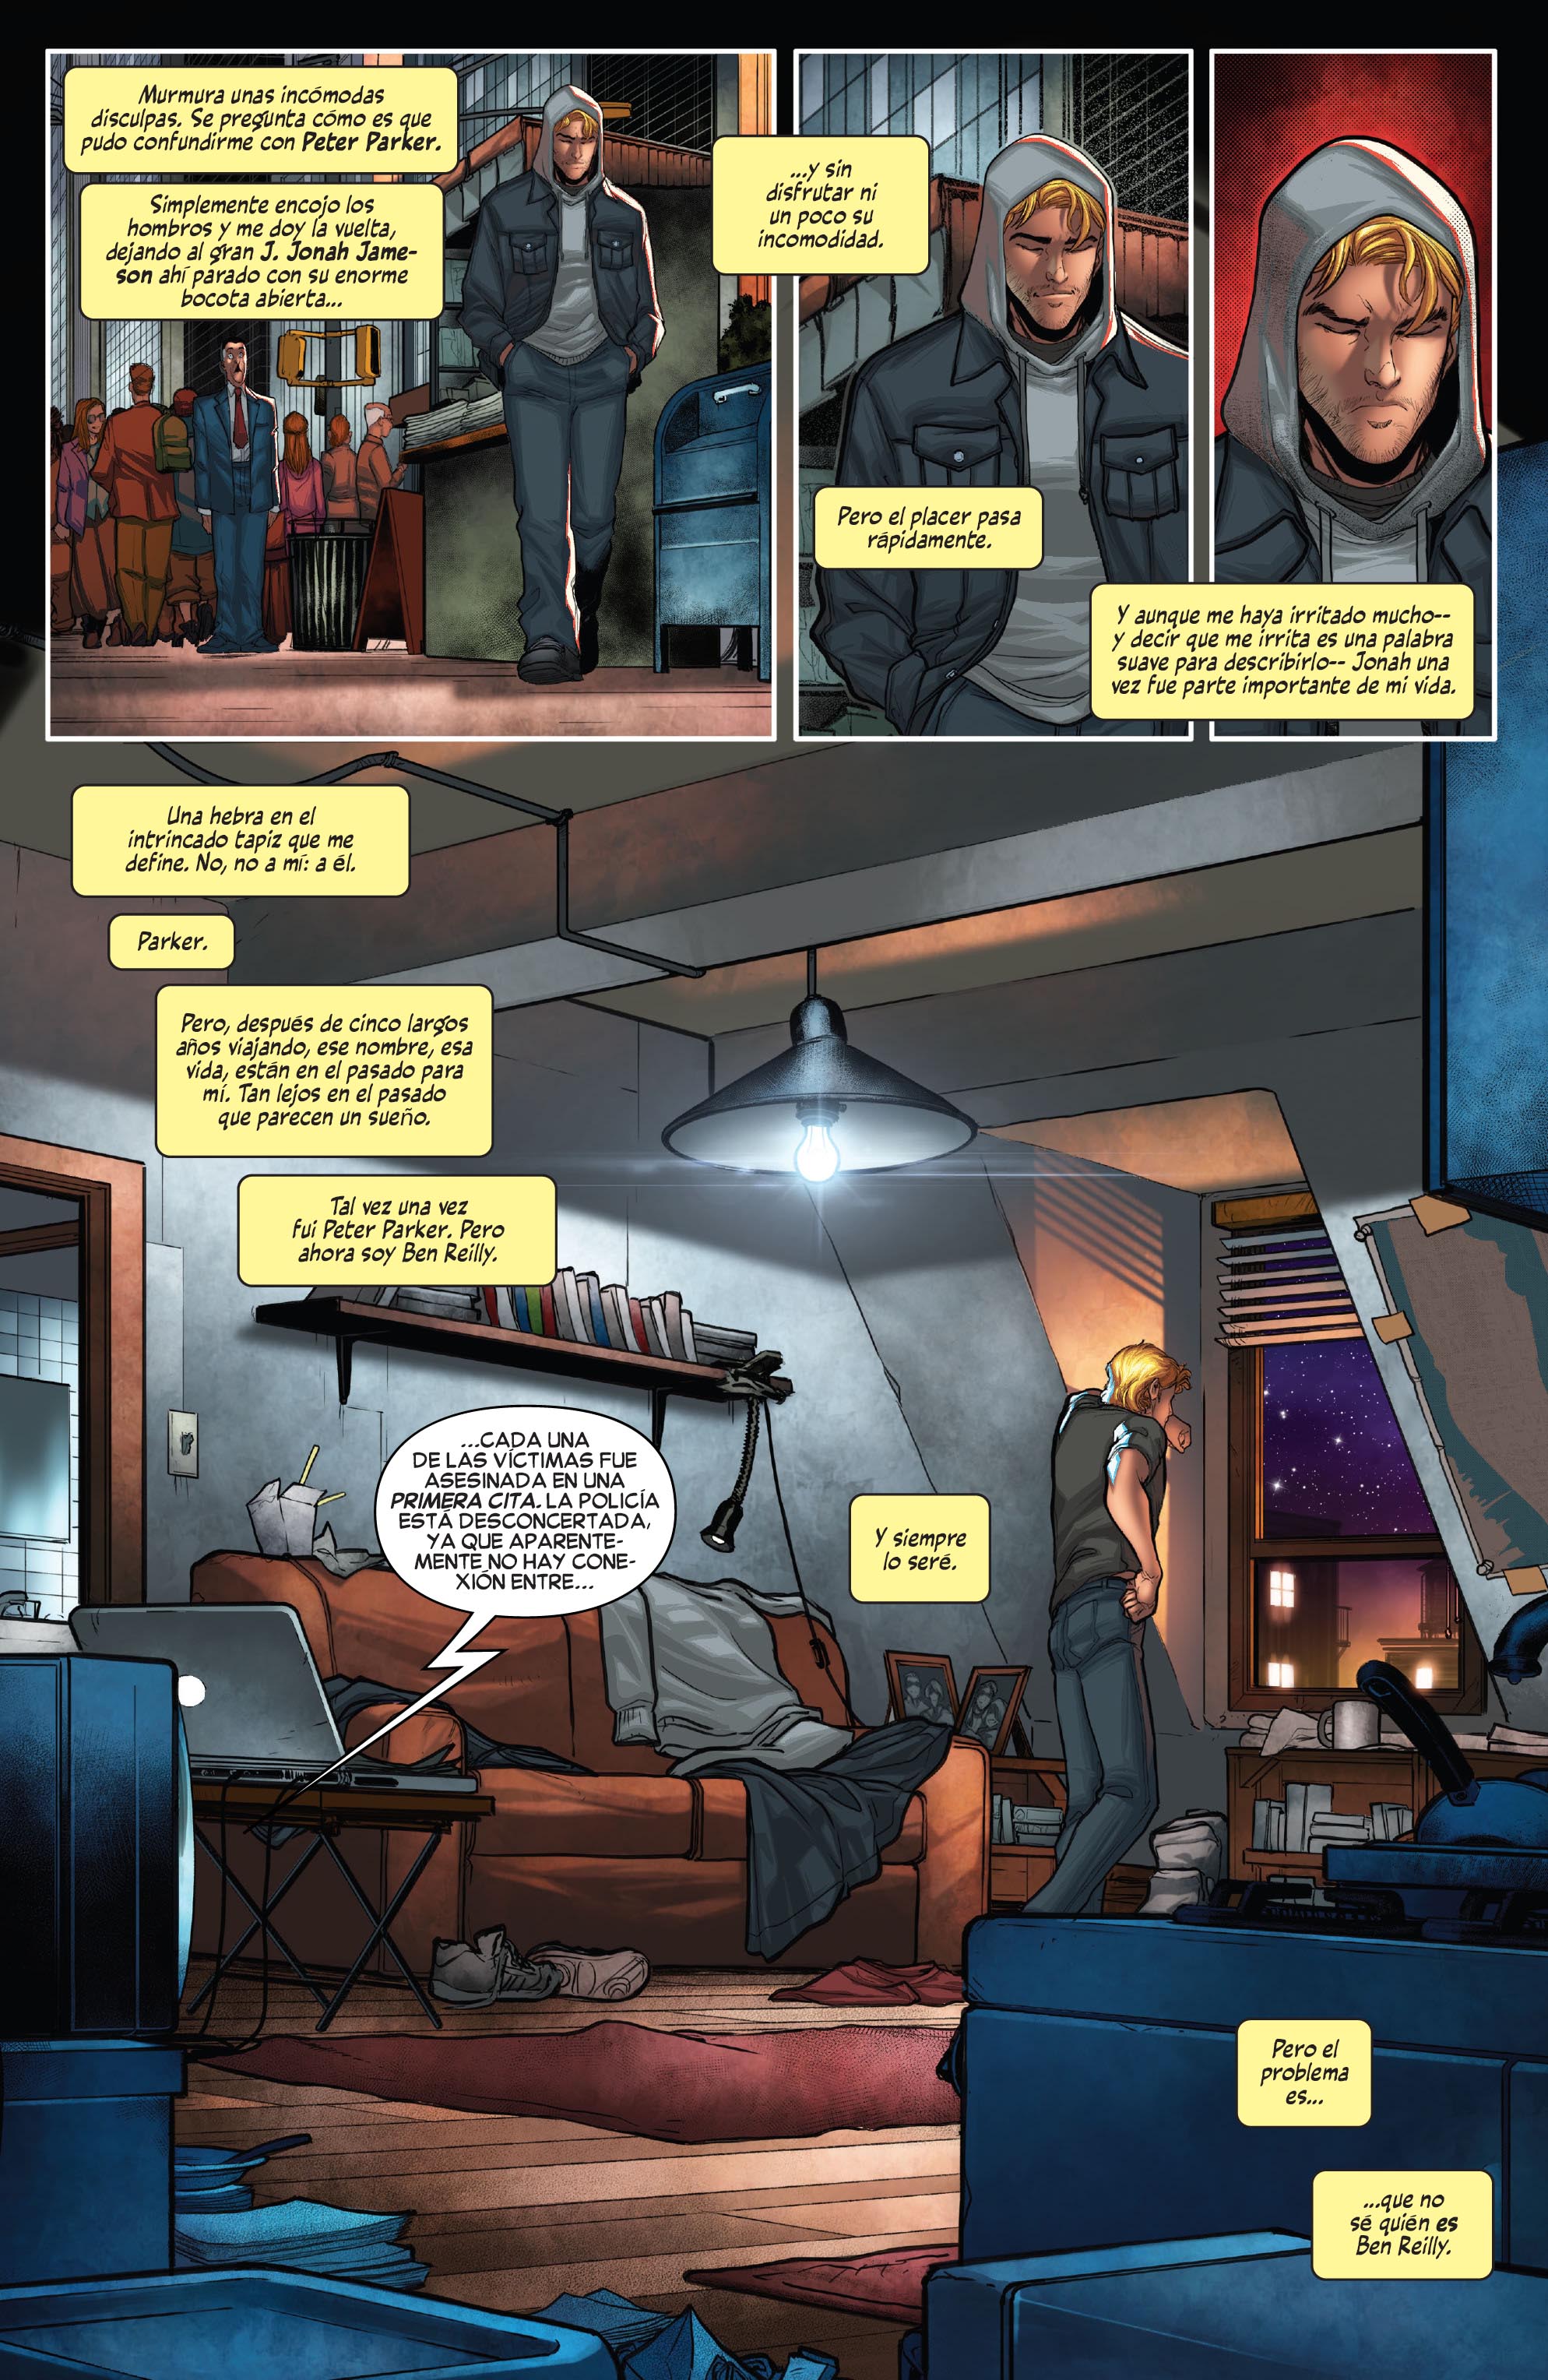 Murmura unas incómodas
disculpas. Se pregunta cómo es que
pudo confundirme con Peter Parker.
Simplemente encojo los
hombros y me doy la vuelta,
dejando al gran J. Jonah Jame-
son ahí parado con su enorme
bocota abierta...
...y sin
disfrutar ni
un poco su
incomodidad.
Pero el placer pasa
rápidamente.
Y aunque me haya irritado mucho--
y decir que me irrita es una palabra
suave para describirlo-- Jonah una
vez fue parte importante de mi vida.
Una hebra en el
intrincado tapiz que me
define. No, no a mí: a él.
Parker.
Pero, después de cinco largos
años viajando, ese nombre, esa
vida, están en el pasado para
mí. Tan lejos en el pasado
que parecen un sueño.
Tal vez una vez
fui Peter Parker. Pero
ahora soy Ben Reilly.
...CADA UNA
DE LAS VÍCTIMAS FUE
ASESINADA EN UNA
PRIMERA CITA. LA POLICÍA
ESTÁ DESCONCERTADA,
YA QUE APARENTE-
MENTE NO HAY CONE-
XIÓN ENTRE...
Y siempre
lo seré.
Pero el
problema
es...
...que no
sé quién es
Ben Reilly.